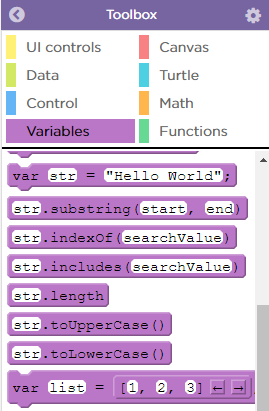 Toolbox
UI controls Canvas
Data Turtle
Control Math
Variables Functions
var str = "Hello World";
str.substring(start, end)
str.indexOf(searchValue)
str.includes(searchValue)
str.length
str.toUpperCase()
str.toLowerCase()
var list = [1, 2, 3] ← →